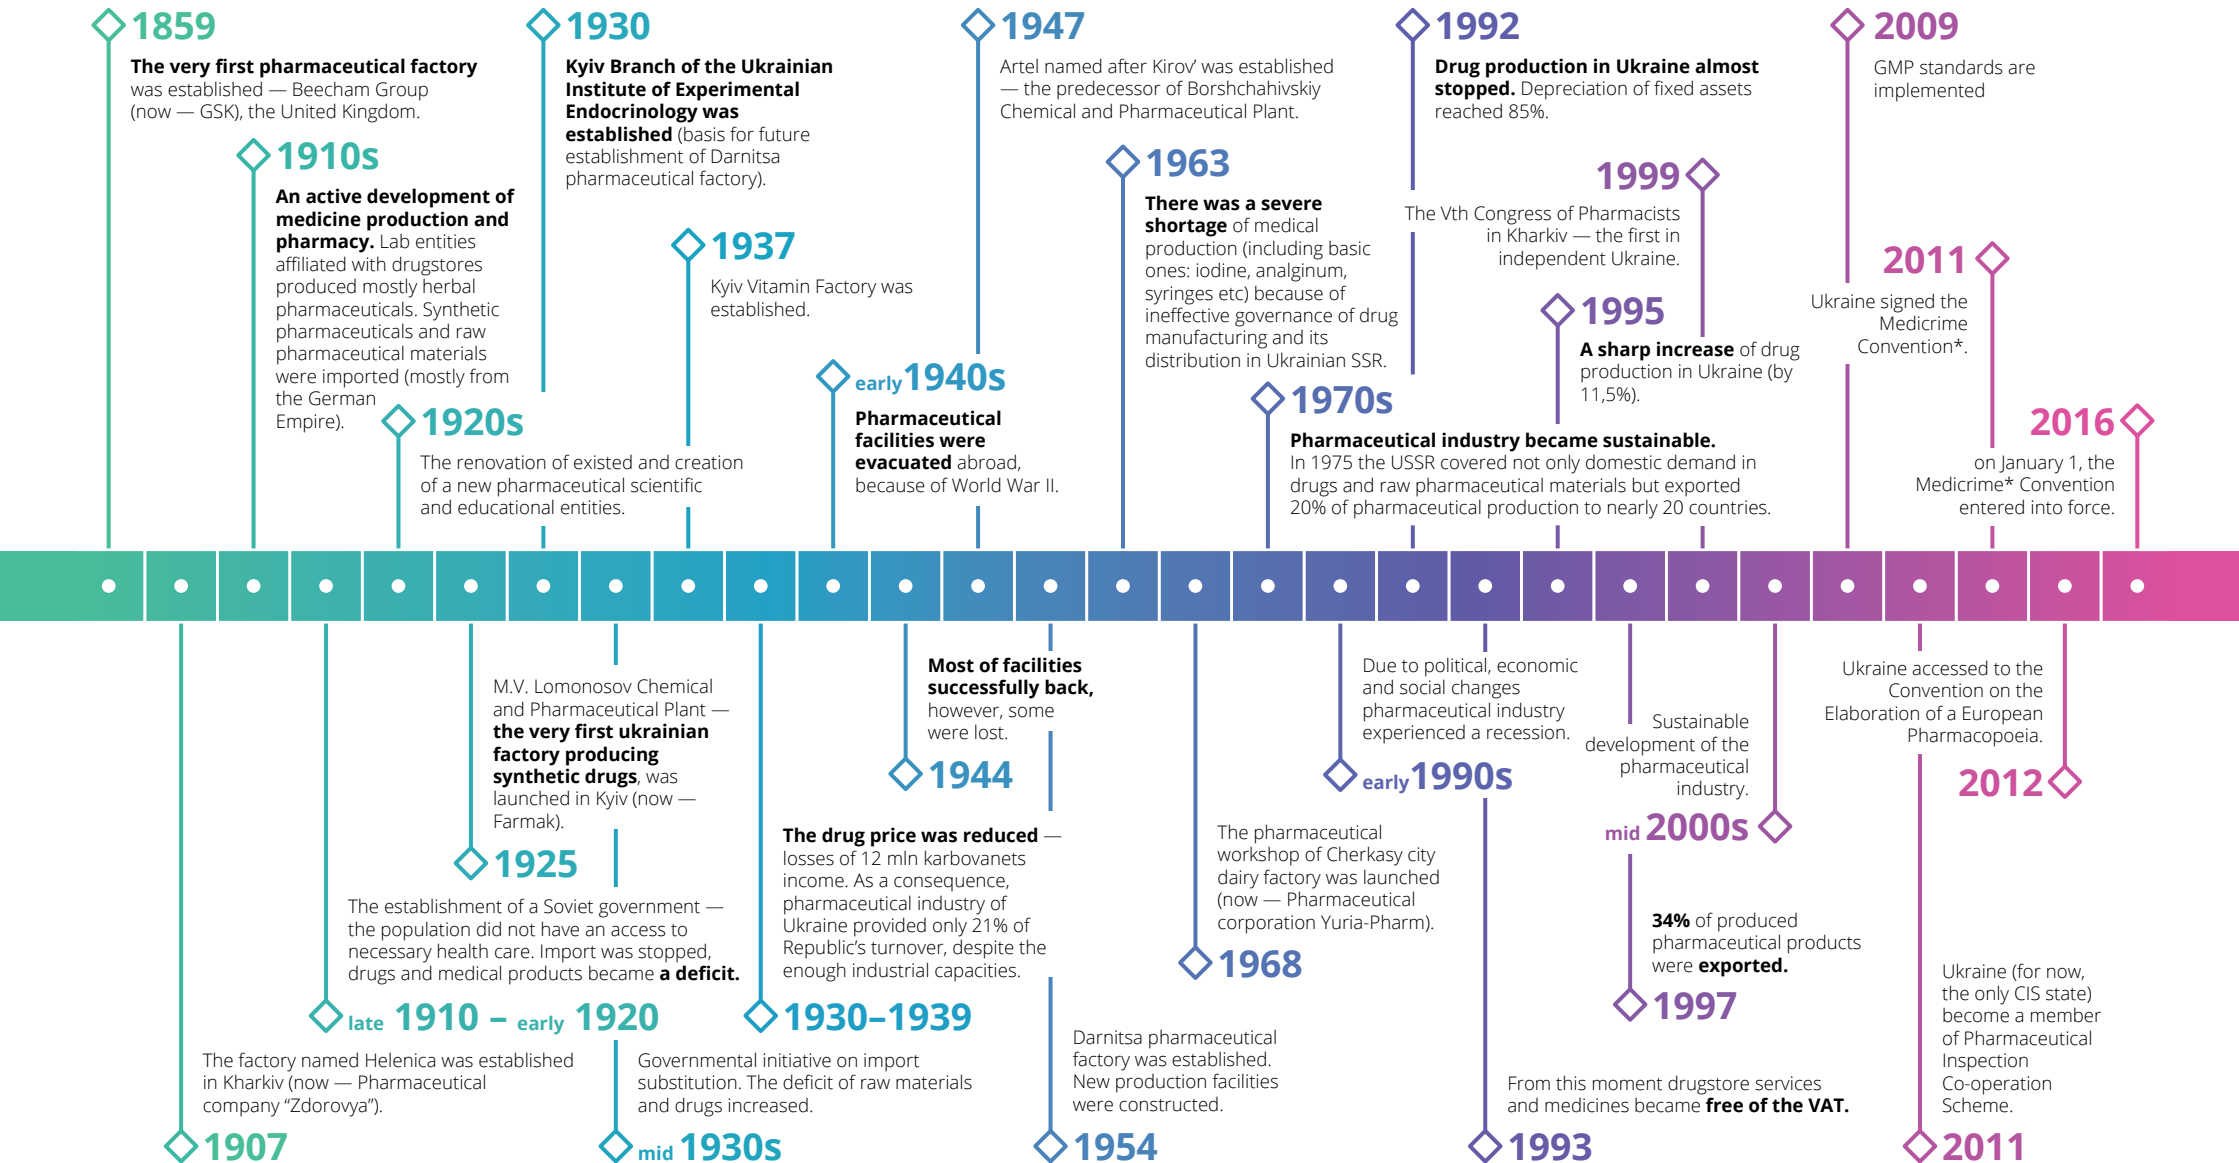 1859
The very first pharmaceutical factory
was established — Beecham Group
(now — GSK), the United Kingdom.
1910s
An active development of
medicine production and
pharmacy. Lab entities
affiliated with drugstores
produced mostly herbal
pharmaceuticals. Synthetic
pharmaceuticals and raw
pharmaceutical materials
were imported (mostly from
the German
Empire).
1920s
The renovation of existed and creation
of a new pharmaceutical scientific
and educational entities.
1930
Kyiv Branch of the Ukrainian
Institute of Experimental
Endocrinology was
established (basis for future
establishment of Darnitsa
pharmaceutical factory).
1937
Kyiv Vitamin Factory was
established.
early 1940s
Pharmaceutical
facilities were
evacuated abroad,
because of World War II.
1947
Artel named after Kirov’ was established
— the predecessor of Borshchahivskiy
Chemical and Pharmaceutical Plant.
1963
There was a severe
shortage of medical
production (including basic
ones: iodine, analginum,
syringes etc) because of
ineffective governance of drug
manufacturing and its
distribution in Ukrainian SSR.
1970s
Pharmaceutical industry became sustainable.
In 1975 the USSR covered not only domestic demand in
drugs and raw pharmaceutical materials but exported
20% of pharmaceutical production to nearly 20 countries.
1992
Drug production in Ukraine almost
stopped. Depreciation of fixed assets
reached 85%.
1999
The Vth Congress of Pharmacists
in Kharkiv — the first in
independent Ukraine.
1995
A sharp increase of drug
production in Ukraine (by
11,5%).
2009
GMP standards are
implemented
2011
Ukraine signed the
Medicrime
Convention*.
2016
on January 1, the
Medicrime* Convention
entered into force.
M.V. Lomonosov Chemical
and Pharmaceutical Plant —
the very first ukrainian
factory producing
synthetic drugs, was
launched in Kyiv (now —
Farmak).
1925
The establishment of a Soviet government —
the population did not have an access to
necessary health care. Import was stopped,
drugs and medical products became a deficit.
late 1910 – early 1920
The factory named Helenica was established
in Kharkiv (now — Pharmaceutical
company “Zdorovya”).
1907
Most of facilities
successfully back,
however, some
were lost.
1944
The drug price was reduced —
losses of 12 mln karbovanets
income. As a consequence,
pharmaceutical industry of
Ukraine provided only 21% of
Republic’s turnover, despite the
enough industrial capacities.
1930–1939
Governmental initiative on import
substitution. The deficit of raw materials
and drugs increased.
mid 1930s
The pharmaceutical
workshop of Cherkasy city
dairy factory was launched
(now — Pharmaceutical
corporation Yuria-Pharm).
1968
Darnitsa pharmaceutical
factory was established.
New production facilities
were constructed.
1954
Due to political, economic
and social changes
pharmaceutical industry
experienced a recession.
early 1990s
Sustainable
development of the
pharmaceutical
industry.
mid 2000s
34% of produced
pharmaceutical products
were exported.
1997
From this moment drugstore services
and medicines became free of the VAT.
1993
Ukraine accessed to the
Convention on the
Elaboration of a European
Pharmacopoeia.
2012
Ukraine (for now,
the only CIS state)
become a member
of Pharmaceutical
Inspection
Co-operation
Scheme.
2011